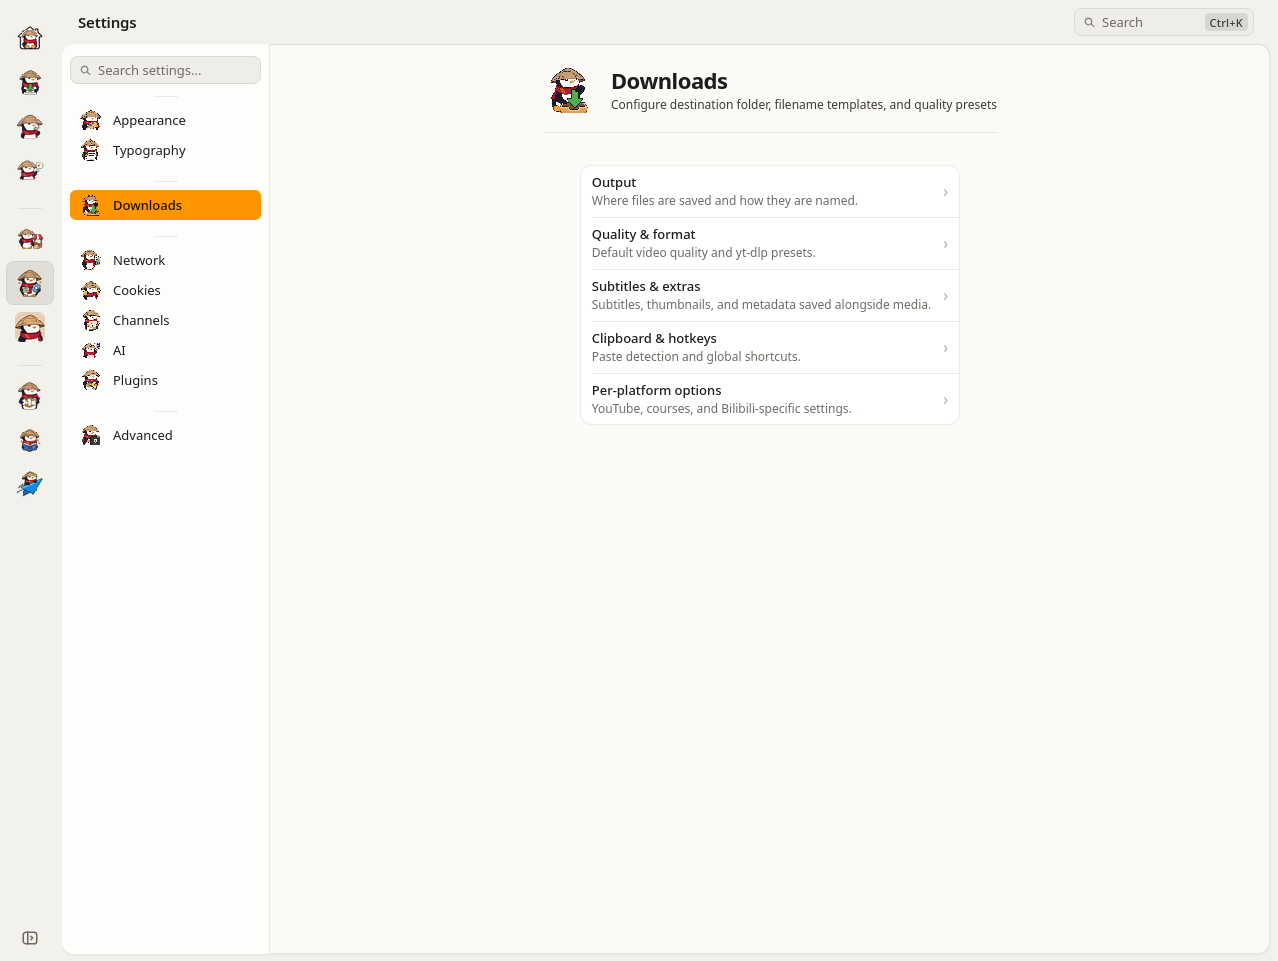 Settings
Search
Ctrl+K
Search settings...
Appearance
Typography
Downloads
Network
Cookies
Channels
AI
Plugins
Advanced
Downloads
Configure destination folder, filename templates, and quality presets
Output
Where files are saved and how they are named.
Quality & format
Default video quality and yt-dlp presets.
Subtitles & extras
Subtitles, thumbnails, and metadata saved alongside media.
Clipboard & hotkeys
Paste detection and global shortcuts.
Per-platform options
YouTube, courses, and Bilibili-specific settings.